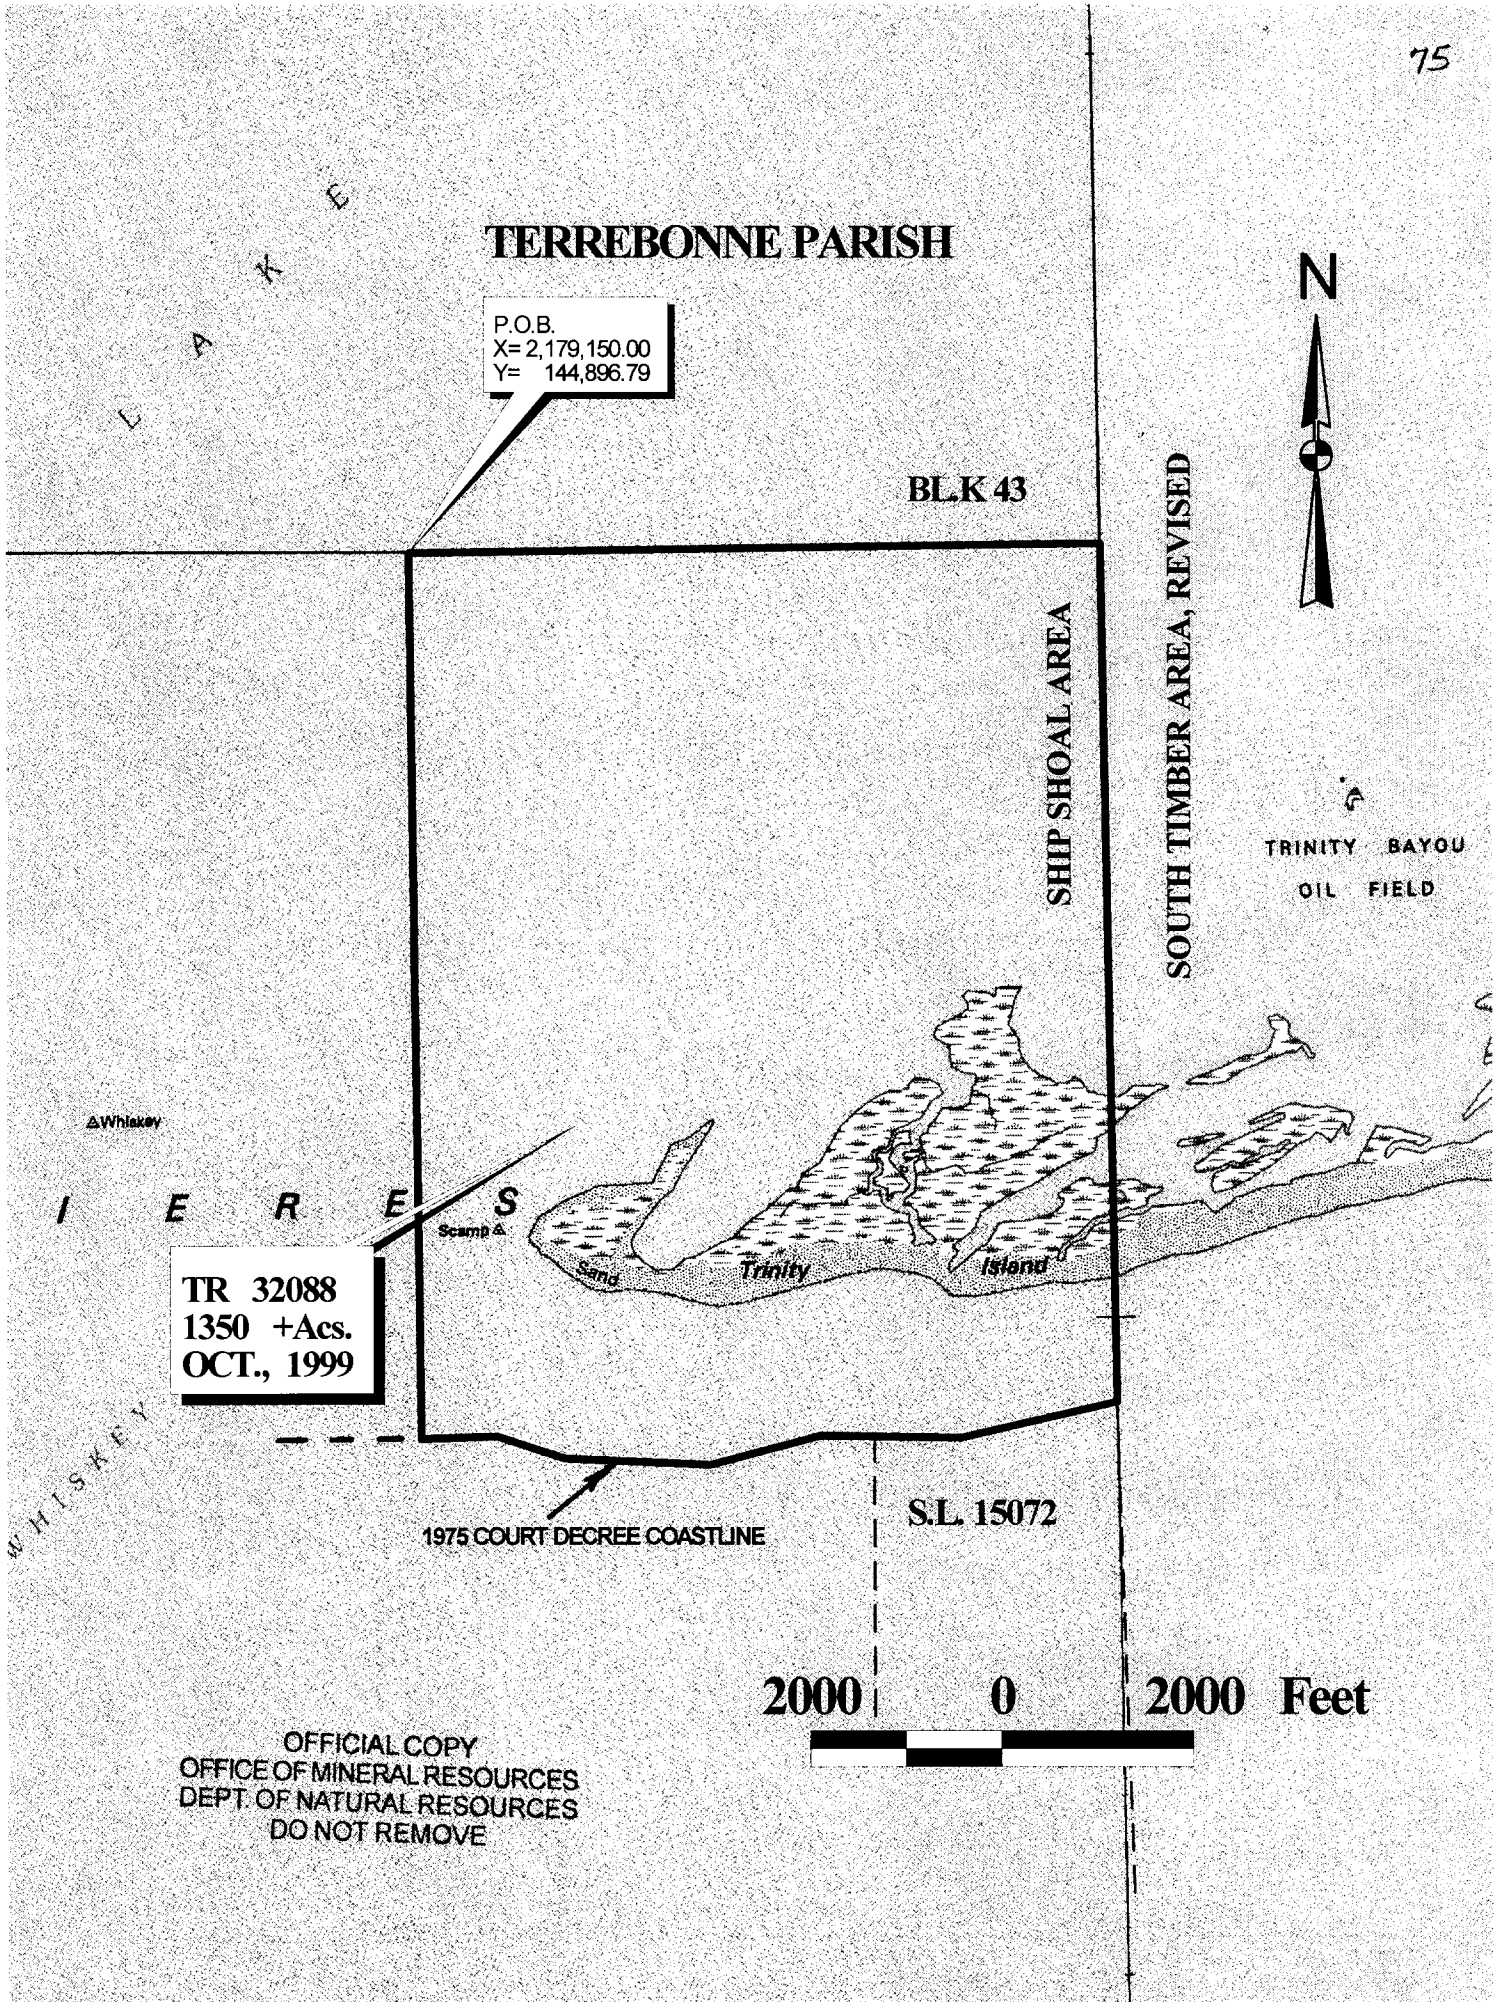 75
LAKE
TERREBONNE PARISH
N
P.O.B.
X= 2,179,150.00
Y= 144,896.79
BLK 43
SHIP SHOAL AREA
SOUTH TIMBER AREA, REVISED
TRINITY BAYOU
OIL FIELD
Whiskey
I E R E S
Scamp
Sand
Trinity
Island
TR 32088
1350 +Acs.
OCT., 1999
WHISKEY
1975 COURT DECREE COASTLINE
S.L. 15072
2000 0 2000 Feet
OFFICIAL COPY
OFFICE OF MINERAL RESOURCES
DEPT. OF NATURAL RESOURCES
DO NOT REMOVE